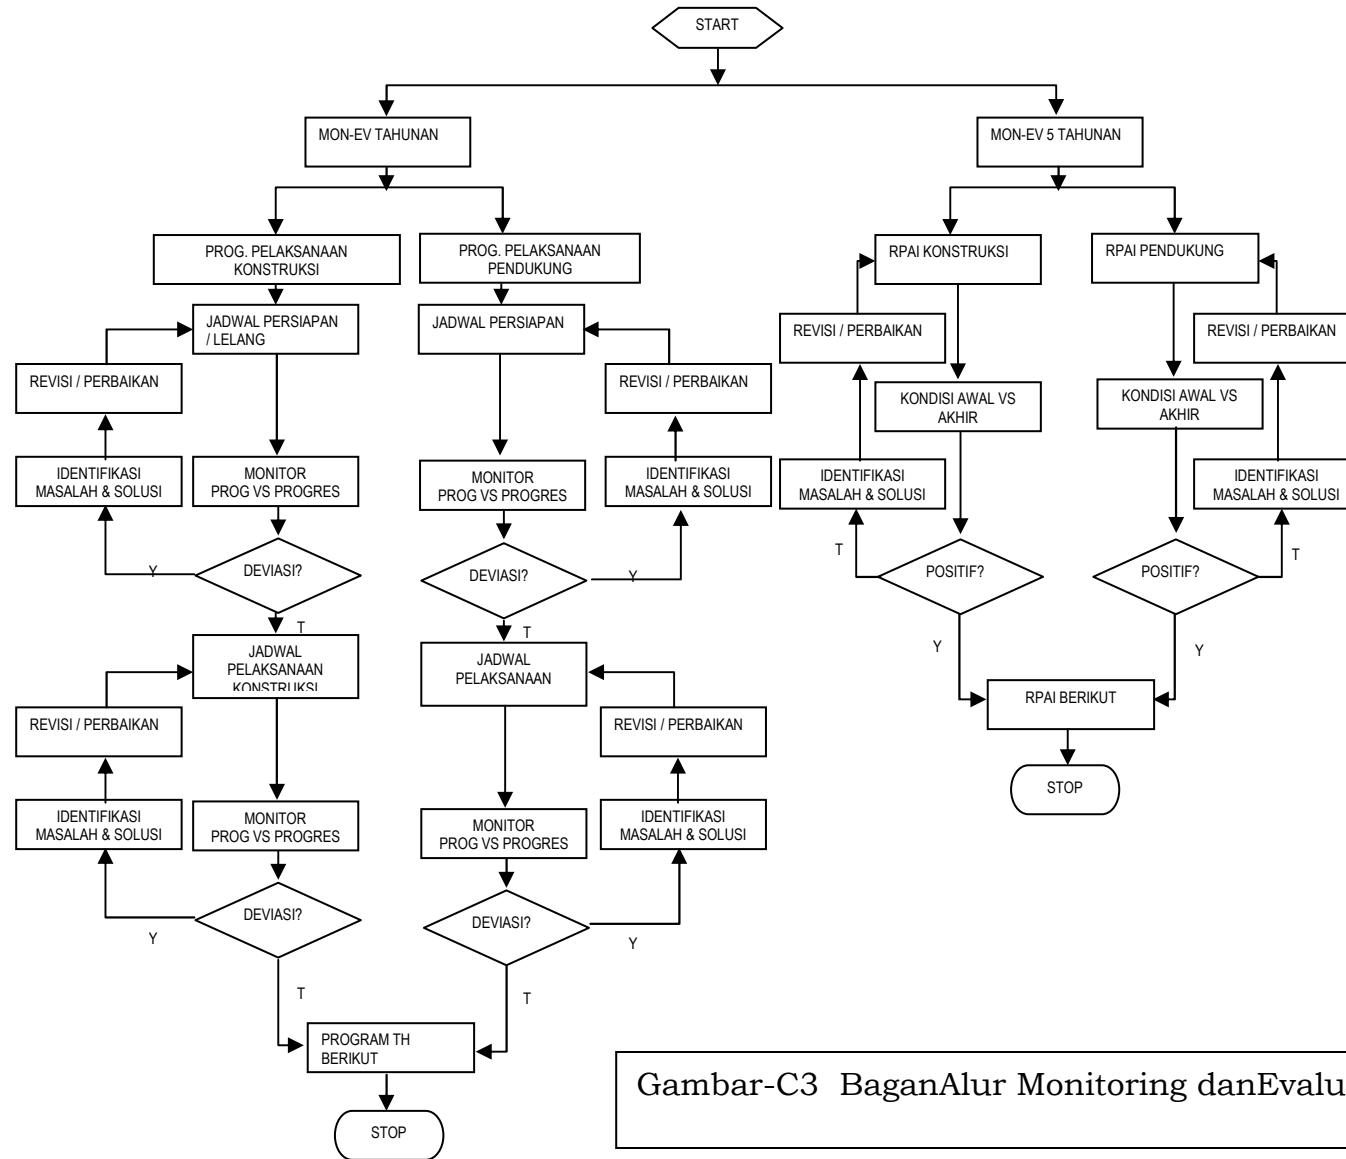 START
MON-EV TAHUNAN
MON-EV 5 TAHUNAN
PROG. PELAKSANAAN
KONSTRUKSI
PROG. PELAKSANAAN
PENDUKUNG
RPAI KONSTRUKSI
RPAI PENDUKUNG
JADWAL PERSIAPAN
/ LELANG
JADWAL PERSIAPAN
REVISI / PERBAIKAN
REVISI / PERBAIKAN
REVISI / PERBAIKAN
REVISI / PERBAIKAN
KONDISI AWAL VS
AKHIR
KONDISI AWAL VS
AKHIR
IDENTIFIKASI
MASALAH & SOLUSI
MONITOR
PROG VS PROGRES
MONITOR
PROG VS PROGRES
IDENTIFIKASI
MASALAH & SOLUSI
IDENTIFIKASI
MASALAH & SOLUSI
IDENTIFIKASI
MASALAH & SOLUSI
Y
DEVIASI?
DEVIASI?
Y
T
POSITIF?
POSITIF?
T
T
T
Y
Y
JADWAL
PELAKSANAAN
KONSTRUKSI
JADWAL
PELAKSANAAN
REVISI / PERBAIKAN
REVISI / PERBAIKAN
RPAI BERIKUT
STOP
IDENTIFIKASI
MASALAH & SOLUSI
MONITOR
PROG VS PROGRES
MONITOR
PROG VS PROGRES
IDENTIFIKASI
MASALAH & SOLUSI
Y
DEVIASI?
DEVIASI?
Y
T
T
PROGRAM TH
BERIKUT
STOP
Gambar-C3 BaganAlur Monitoring danEvalu